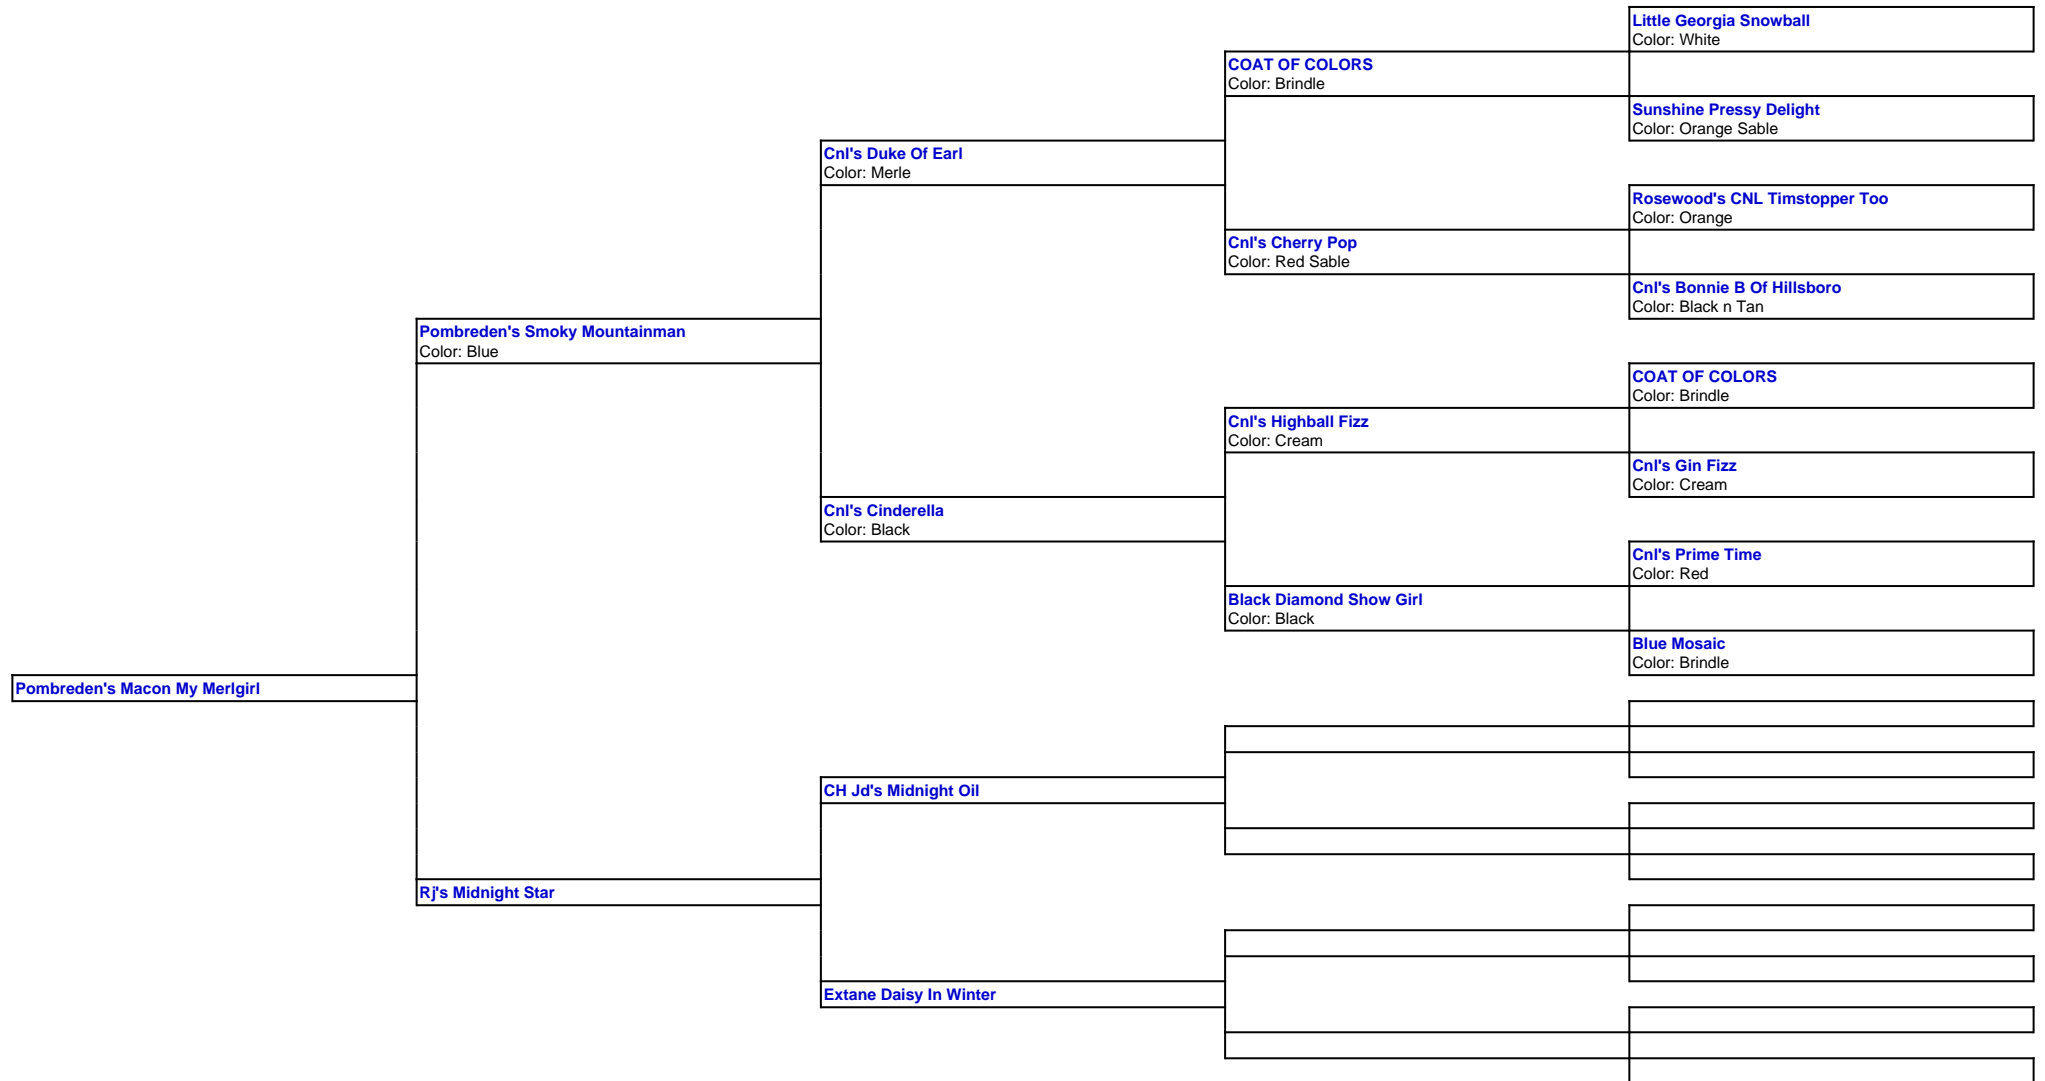 Little Georgia Snowball
Color: White
COAT OF COLORS
Color: Brindle
Sunshine Pressy Delight
Color: Orange Sable
Cnl's Duke Of Earl
Color: Merle
Rosewood's CNL Timstopper Too
Color: Orange
Cnl's Cherry Pop
Color: Red Sable
Cnl's Bonnie B Of Hillsboro
Color: Black n Tan
Pombreden's Smoky Mountainman
Color: Blue
COAT OF COLORS
Color: Brindle
Cnl's Highball Fizz
Color: Cream
Cnl's Gin Fizz
Color: Cream
Cnl's Cinderella
Color: Black
Cnl's Prime Time
Color: Red
Black Diamond Show Girl
Color: Black
Blue Mosaic
Color: Brindle
Pombreden's Macon My Merlgirl
CH Jd's Midnight Oil
Rj's Midnight Star
Extane Daisy In Winter